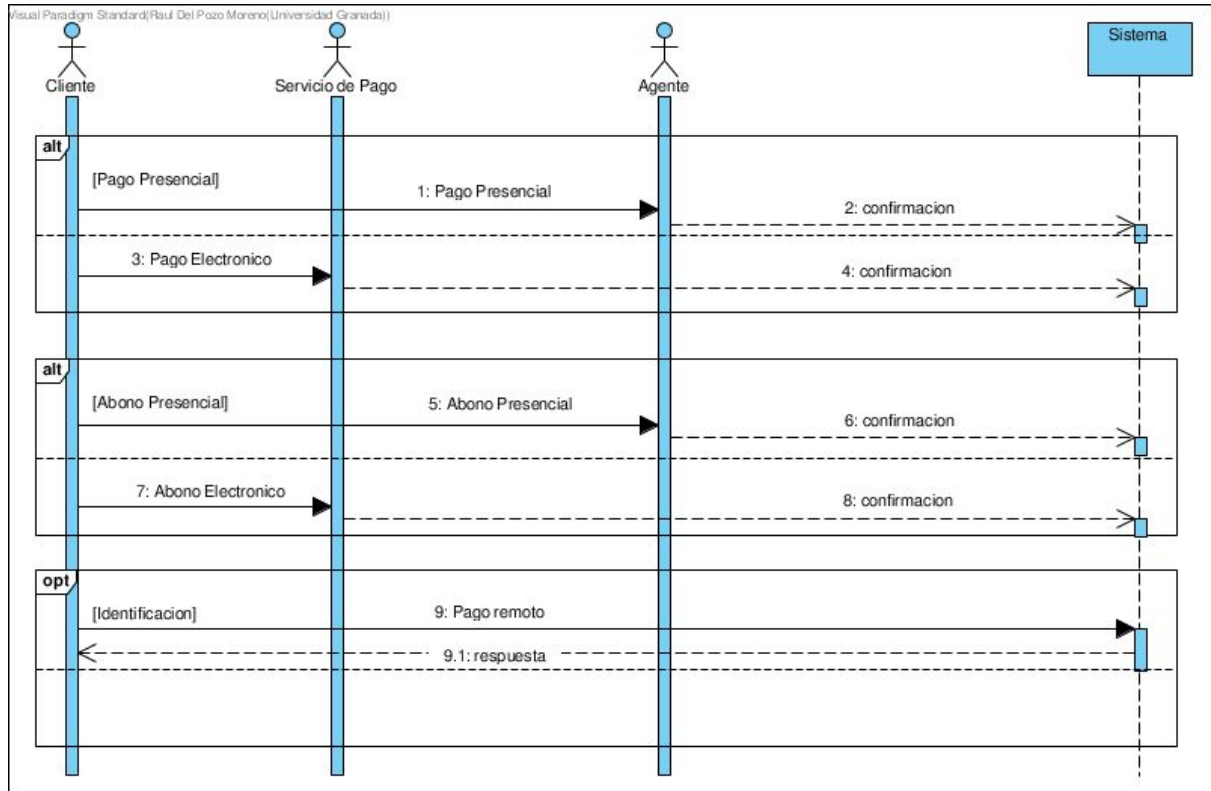 Visual Paradigm Standard(Raul Del Pozo Moreno(Universidad Granada))
Cliente
Servicio de Pago
Agente
Sistema
alt
[Pago Presencial]
1: Pago Presencial
2: confirmacion
3: Pago Electronico
4: confirmacion
alt
[Abono Presencial]
5: Abono Presencial
6: confirmacion
7: Abono Electronico
8: confirmacion
opt
[Identificacion]
9: Pago remoto
9.1: respuesta